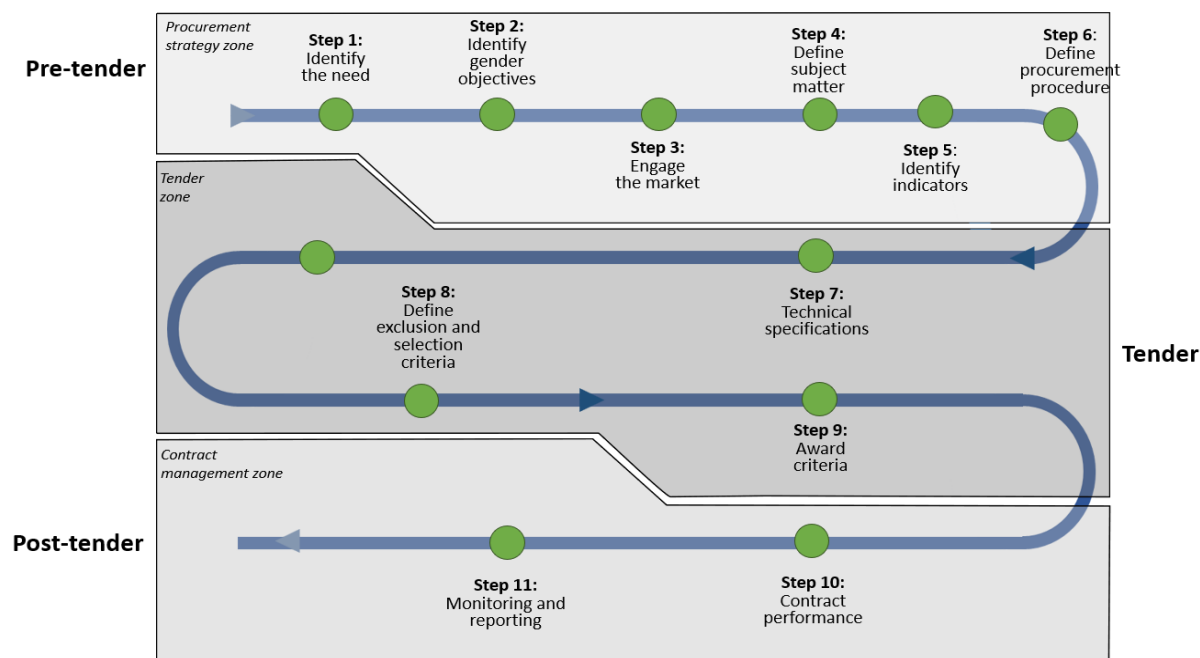 Procurement
strategy zone
Pre-tender
Step 1:
Identify
the need
Step 2:
Identify
gender
objectives
Step 3:
Engage
the market
Step 4:
Define
subject
matter
Step 5:
Identify
indicators
Step 6:
Define
procurement
procedure
Tender
zone
Tender
Step 7:
Technical
specifications
Step 8:
Define
exclusion and
selection
criteria
Step 9:
Award
criteria
Contract
management zone
Post-tender
Step 10:
Contract
performance
Step 11:
Monitoring and
reporting